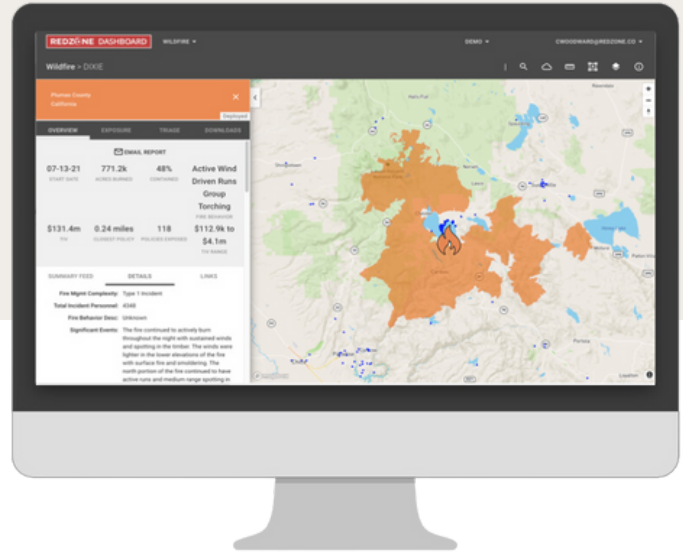 REDZONE DASHBOARD
WILDFIRE
DEMO
CWOODWARD@REDZONE.CO
Wildfire > DIXIE
Plumas County
California
Deployed
OVERVIEW EXPOSURE TRIAGE DOWNLOADS
EMAIL REPORT
07-13-21
START DATE
771.2k
ACRES BURNED
48%
CONTAINED
Active Wind
Driven Runs
Group
Torching
FIRE BEHAVIOR
$131.4m
TIV
0.24 miles
CLOSEST POLICY
118
POLICIES EXPOSED
$112.9k to
$4.1m
TIV RANGE
SUMMARY FEED DETAILS LINKS
Fire Mgmt Complexity: Type 1 Incident
Total Incident Personnel: 4348
Fire Behavior Desc: Unknown
Significant Events: The fire continued to actively burn
throughout the night with sustained winds
and spotting in the timber. The winds were
lighter in the lower elevations of the fire
with surface fire and smoldering. The
north portion of the fire continued to have
active runs and medium range spotting in
Portola
Loyalton